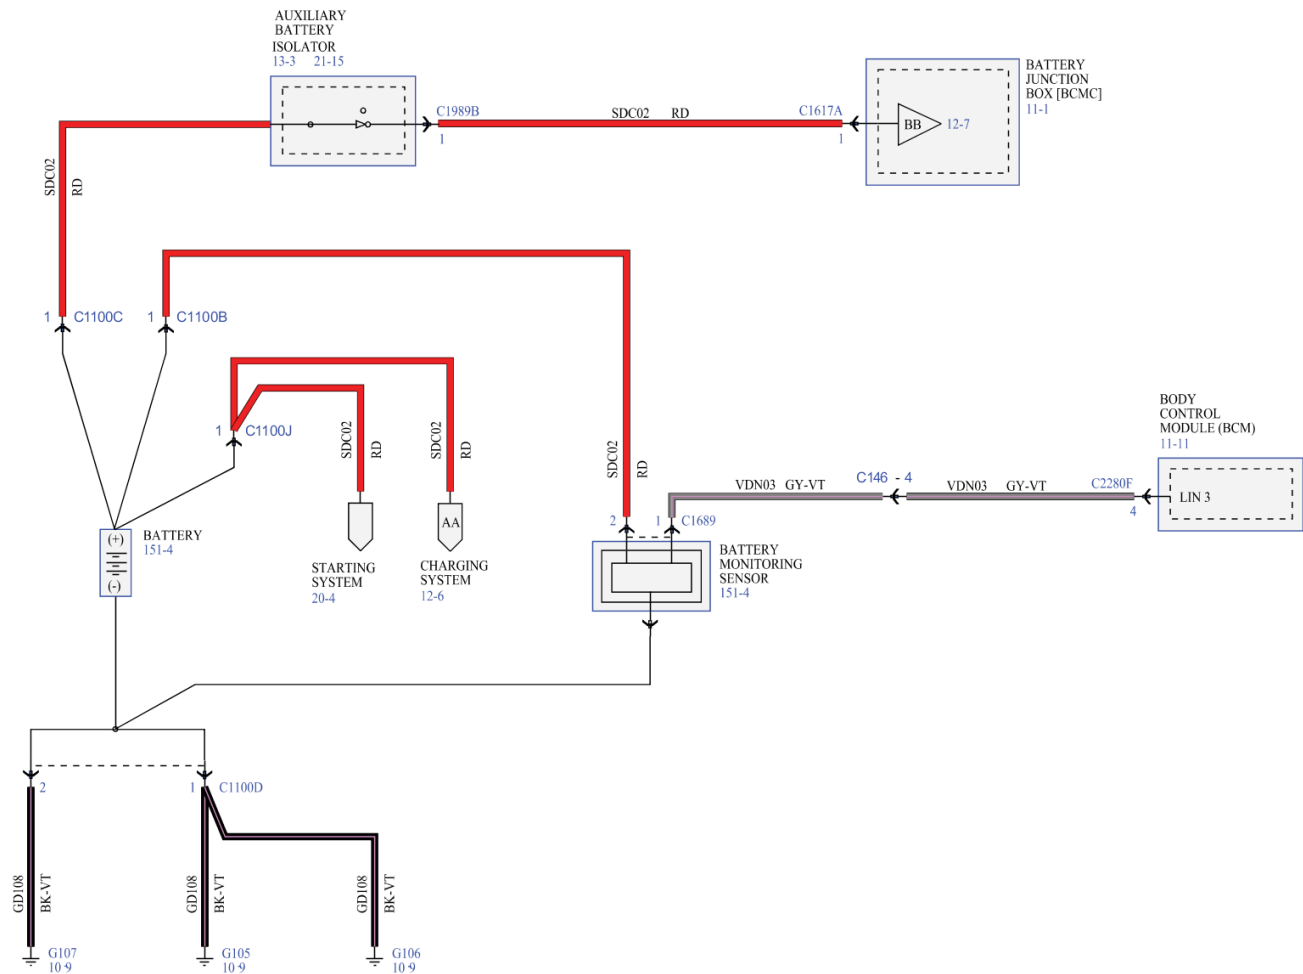 AUXILIARY
BATTERY
ISOLATOR
13-3 21-15
C1989B
1
SDC02 RD
C1617A
1
BB
12-7
BATTERY
JUNCTION
BOX [BCMC]
11-1
SDC02
RD
1 C1100C
1 C1100B
1 C1100J
SDC02
RD
SDC02
RD
SDC02
RD
BATTERY
151-4
(+)
(-)
AA
STARTING
SYSTEM
20-4
CHARGING
SYSTEM
12-6
2
1 C1689
BATTERY
MONITORING
SENSOR
151-4
VDN03 GY-VT
C146 - 4
VDN03 GY-VT
C2280F
4
BODY
CONTROL
MODULE (BCM)
11-11
LIN 3
2
1 C1100D
GD108
BK-VT
GD108
BK-VT
GD108
BK-VT
G107
10 9
G105
10 9
G106
10 9